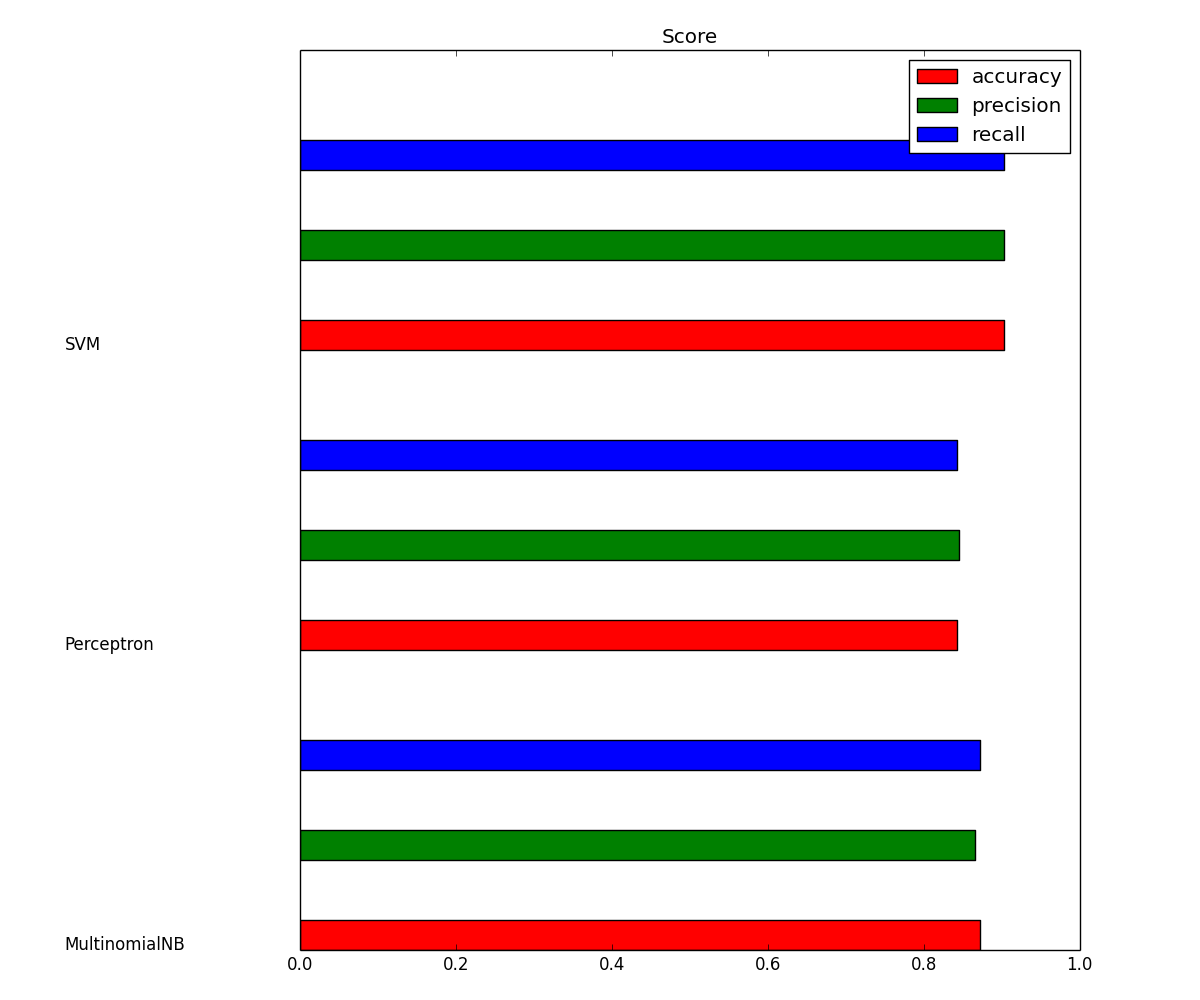 Score
accuracy
precision
recall
SVM
Perceptron
MultinomialNB
0.0 0.2 0.4 0.6 0.8 1.0